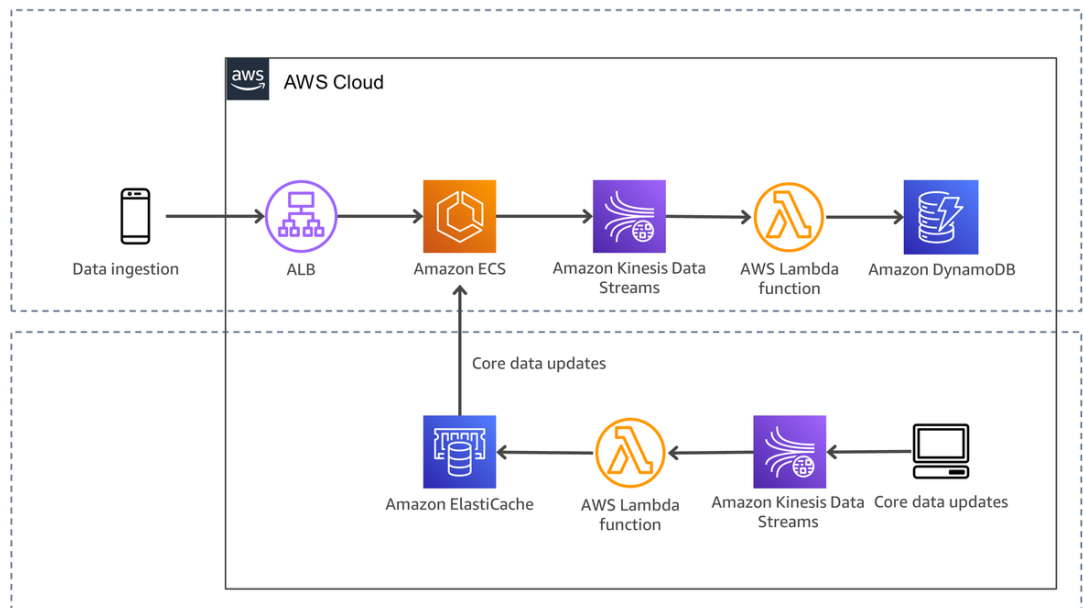 aws
AWS Cloud
Data ingestion
ALB
Amazon ECS
Amazon Kinesis Data
Streams
AWS Lambda
function
Amazon DynamoDB
Core data updates
Amazon ElastiCache
AWS Lambda
function
Amazon Kinesis Data
Streams
Core data updates